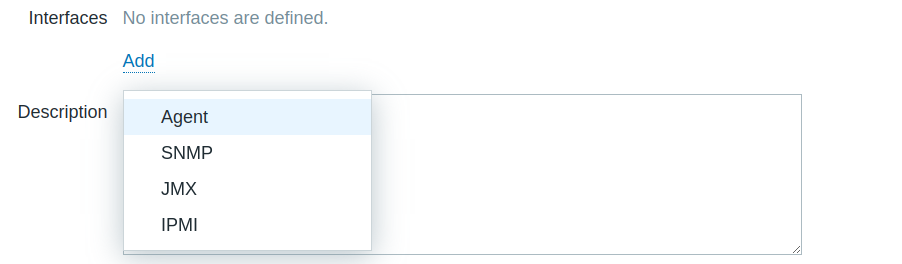 Interfaces No interfaces are defined.
Add
Description
Agent
SNMP
JMX
IPMI